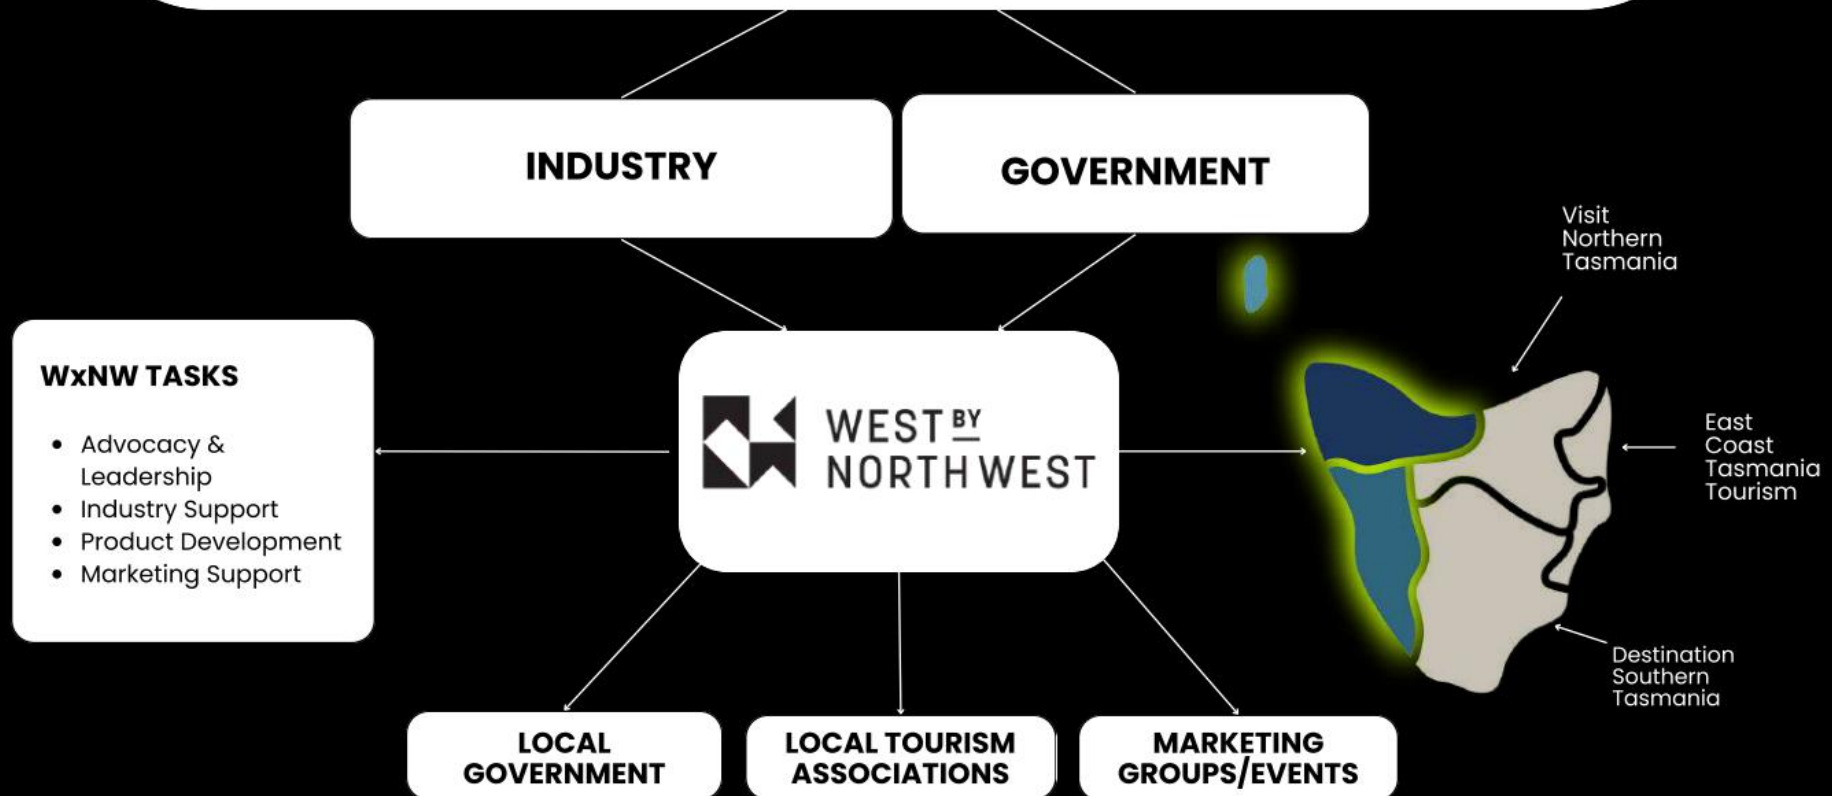 INDUSTRY
GOVERNMENT
Visit
Northern
Tasmania
WxNW TASKS
• Advocacy &
Leadership
• Industry Support
• Product Development
• Marketing Support
WEST BY
NORTH WEST
East
Coast
Tasmania
Tourism
Destination
Southern
Tasmania
LOCAL
GOVERNMENT
LOCAL TOURISM
ASSOCIATIONS
MARKETING
GROUPS/EVENTS